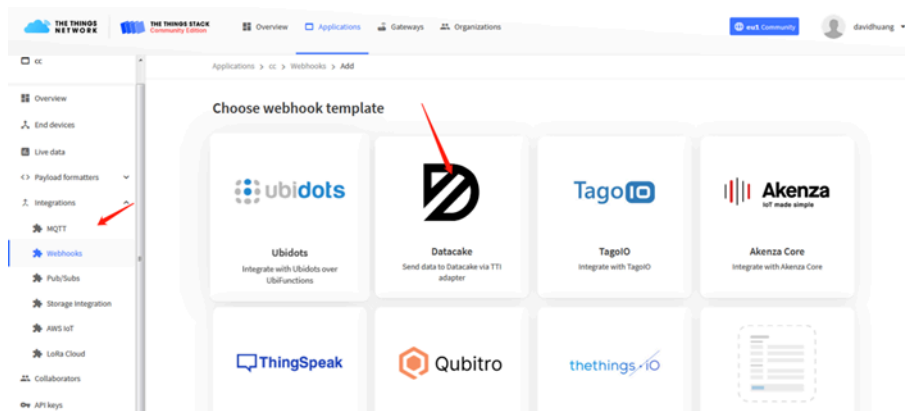 THE THINGS NETWORK
THE THINGS STACK
Community Edition
Overview
Applications
Gateways
Organizations
eu1 Community
davidhuang
cc
Applications > cc > Webhooks > Add
Overview
End devices
Live data
Payload formatters
Integrations
MQTT
Webhooks
Pub/Subs
Storage Integration
AWS IoT
LoRa Cloud
Collaborators
API keys
Choose webhook template
ubidots
Ubidots
Integrate with Ubidots over
UbiFunctions
Datacake
Send data to Datacake via TTI
adapter
TagoIO
TagoIO
Integrate with TagoIO
Akenza
IoT made simple
Akenza Core
Integrate with Akenza Core
ThingSpeak
Qubitro
thethings.iO